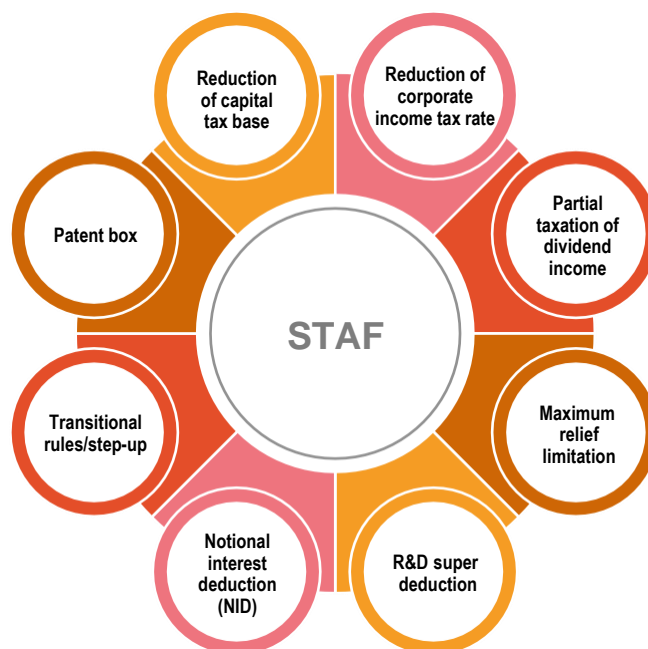 Reduction
of capital
tax base
Reduction of
corporate
income tax rate
Partial
taxation of
dividend
income
Maximum
relief
limitation
R&D super
deduction
Notional
interest
deduction
(NID)
Transitional
rules/step-up
Patent box
STAF